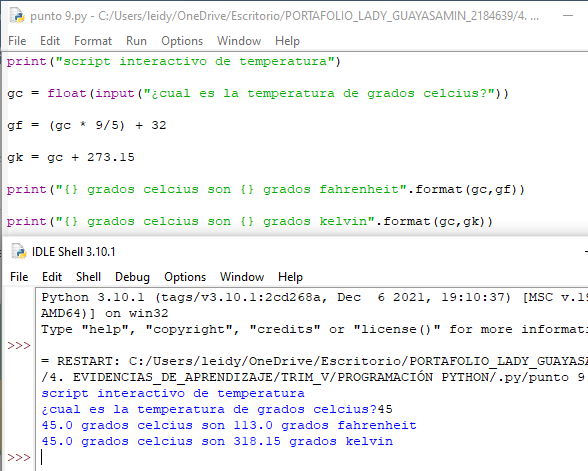 punto 9.py - C:/Users/leidy/OneDrive/Escritorio/PORTAFOLIO_LADY_GUAYASAMIN_2184639/4. ...
File Edit Format Run Options Window Help
print("script interactivo de temperatura")
gc = float(input("¿cual es la temperatura de grados celcius?"))
gf = (gc * 9/5) + 32
gk = gc + 273.15
print("{} grados celcius son {} grados fahrenheit".format(gc,gf))
print("{} grados celcius son {} grados kelvin".format(gc,gk))
IDLE Shell 3.10.1
File Edit Shell Debug Options Window Help
Python 3.10.1 (tags/v3.10.1:2cd268a, Dec  6 2021, 19:10:37) [MSC v.19
AMD64)] on win32
Type "help", "copyright", "credits" or "license()" for more informati
>>>
= RESTART: C:/Users/leidy/OneDrive/Escritorio/PORTAFOLIO_LADY_GUAYASA
/4. EVIDENCIAS_DE_APRENDIZAJE/TRIM_V/PROGRAMACIÓN PYTHON/.py/punto 9
script interactivo de temperatura
¿cual es la temperatura de grados celcius?45
45.0 grados celcius son 113.0 grados fahrenheit
45.0 grados celcius son 318.15 grados kelvin
>>>